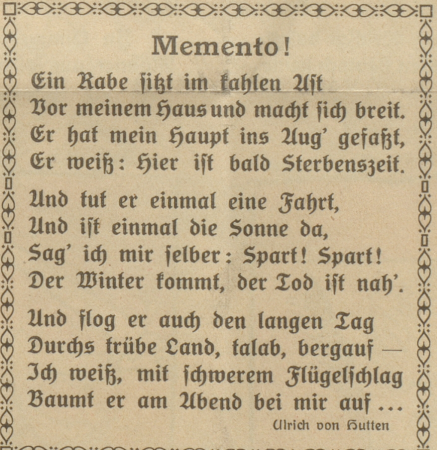 Memento!
Ein Rabe sitzt im kahlen Ast
Vor meinem Haus und macht sich breit.
Er hat mein Haupt ins Aug' gefaßt,
Er weiß: Hier ist bald Sterbenszeit.
Und tut er einmal eine Fahrt,
Und ist einmal die Sonne da,
Sag' ich mir selber: Spart! Spart!
Der Winter kommt, der Tod ist nah'.
Und flog er auch den langen Tag
Durchs trübe Land, talab, bergauf —
Ich weiß, mit schwerem Flügelschlag
Baumt er am Abend bei mir auf ...
Ulrich von Hutten